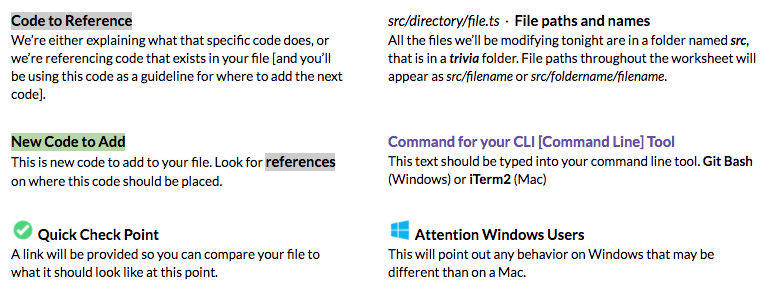 Code to Reference
We're either explaining what that specific code does, or
we're referencing code that exists in your file [and you'll
be using this code as a guideline for where to add the next
code].
src/directory/file.ts · File paths and names
All the files we'll be modifying tonight are in a folder named src,
that is in a trivia folder. File paths throughout the worksheet will
appear as src/filename or src/foldername/filename.
New Code to Add
This is new code to add to your file. Look for references
on where this code should be placed.
Command for your CLI [Command Line] Tool
This text should be typed into your command line tool. Git Bash
(Windows) or iTerm2 (Mac)
Quick Check Point
A link will be provided so you can compare your file to
what it should look like at this point.
Attention Windows Users
This will point out any behavior on Windows that may be
different than on a Mac.